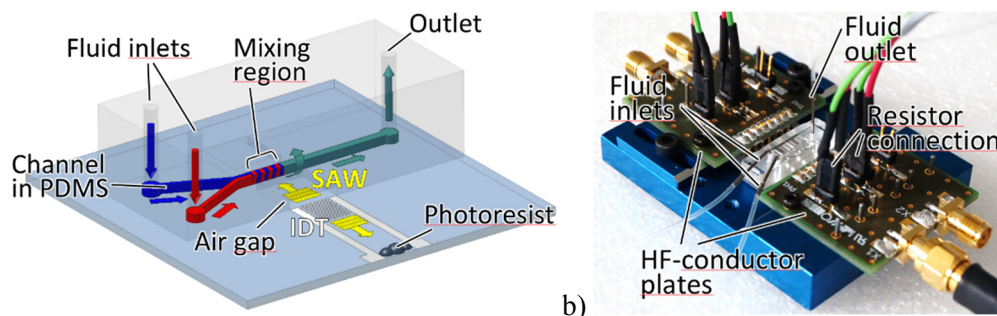 Fluid inlets
Mixing
region
Outlet
Channel
in PDMS
SAW
Air gap
IDT
Photoresist
b)
Fluid
outlet
Fluid
inlets
Resistor
connection
HF-conductor
plates